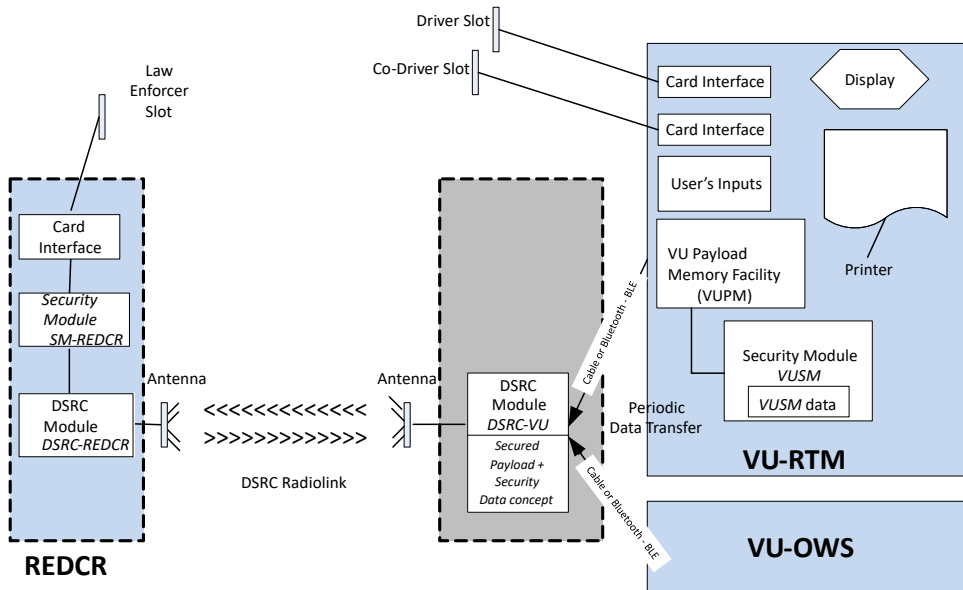 Driver Slot
Co-Driver Slot
Law
Enforcer
Slot
Card Interface
Display
Card Interface
User's Inputs
Card
Interface
VU Payload
Memory Facility
(VUPM)
Printer
Cable or Bluetooth - BLE
Security
Module
SM-REDCR
Security Module
VUSM
VUSM data
Antenna
Antenna
DSRC
Module
DSRC-REDCR
<<<<<<<<<<<<<
>>>>>>>>>>>>>
DSRC Radiolink
DSRC
Module
DSRC-VU
Secured
Payload +
Security
Data concept
Periodic
Data Transfer
VU-RTM
Cable or Bluetooth - BLE
VU-OWS
REDCR